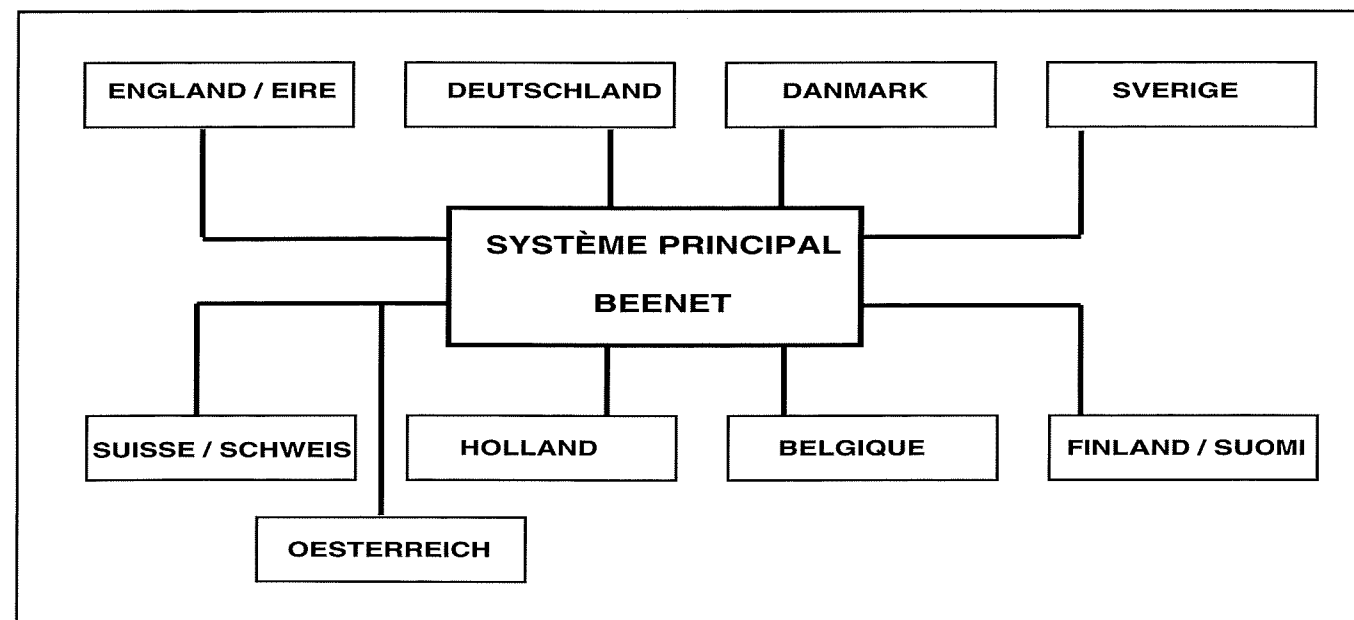 ENGLAND / EIRE
DEUTSCHLAND
DANMARK
SVERIGE
SYSTÈME PRINCIPAL
BEENET
SUISSE / SCHWEIS
HOLLAND
BELGIQUE
FINLAND / SUOMI
OESTERREICH